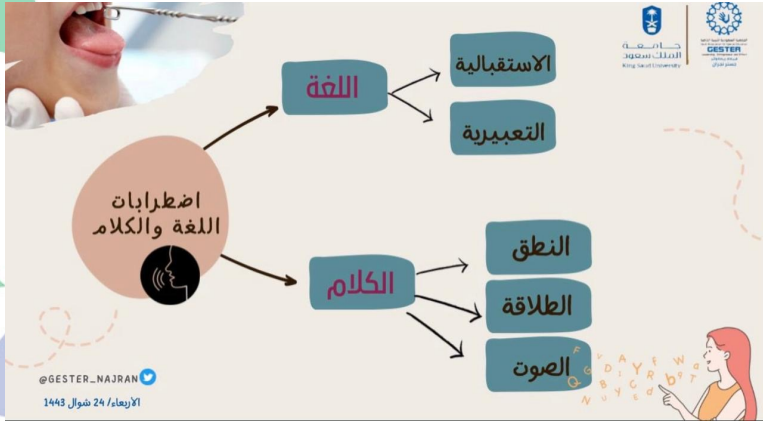 جامعة
الملك سعود
King Saud University
GESTER
اللغة
الاستقبالية
التعبيرية
اضطرابات
اللغة والكلام
الكلام
النطق
الطلاقة
الصوت
@GESTER_NAJRAN
الأربعاء/ 24 شوال 1443